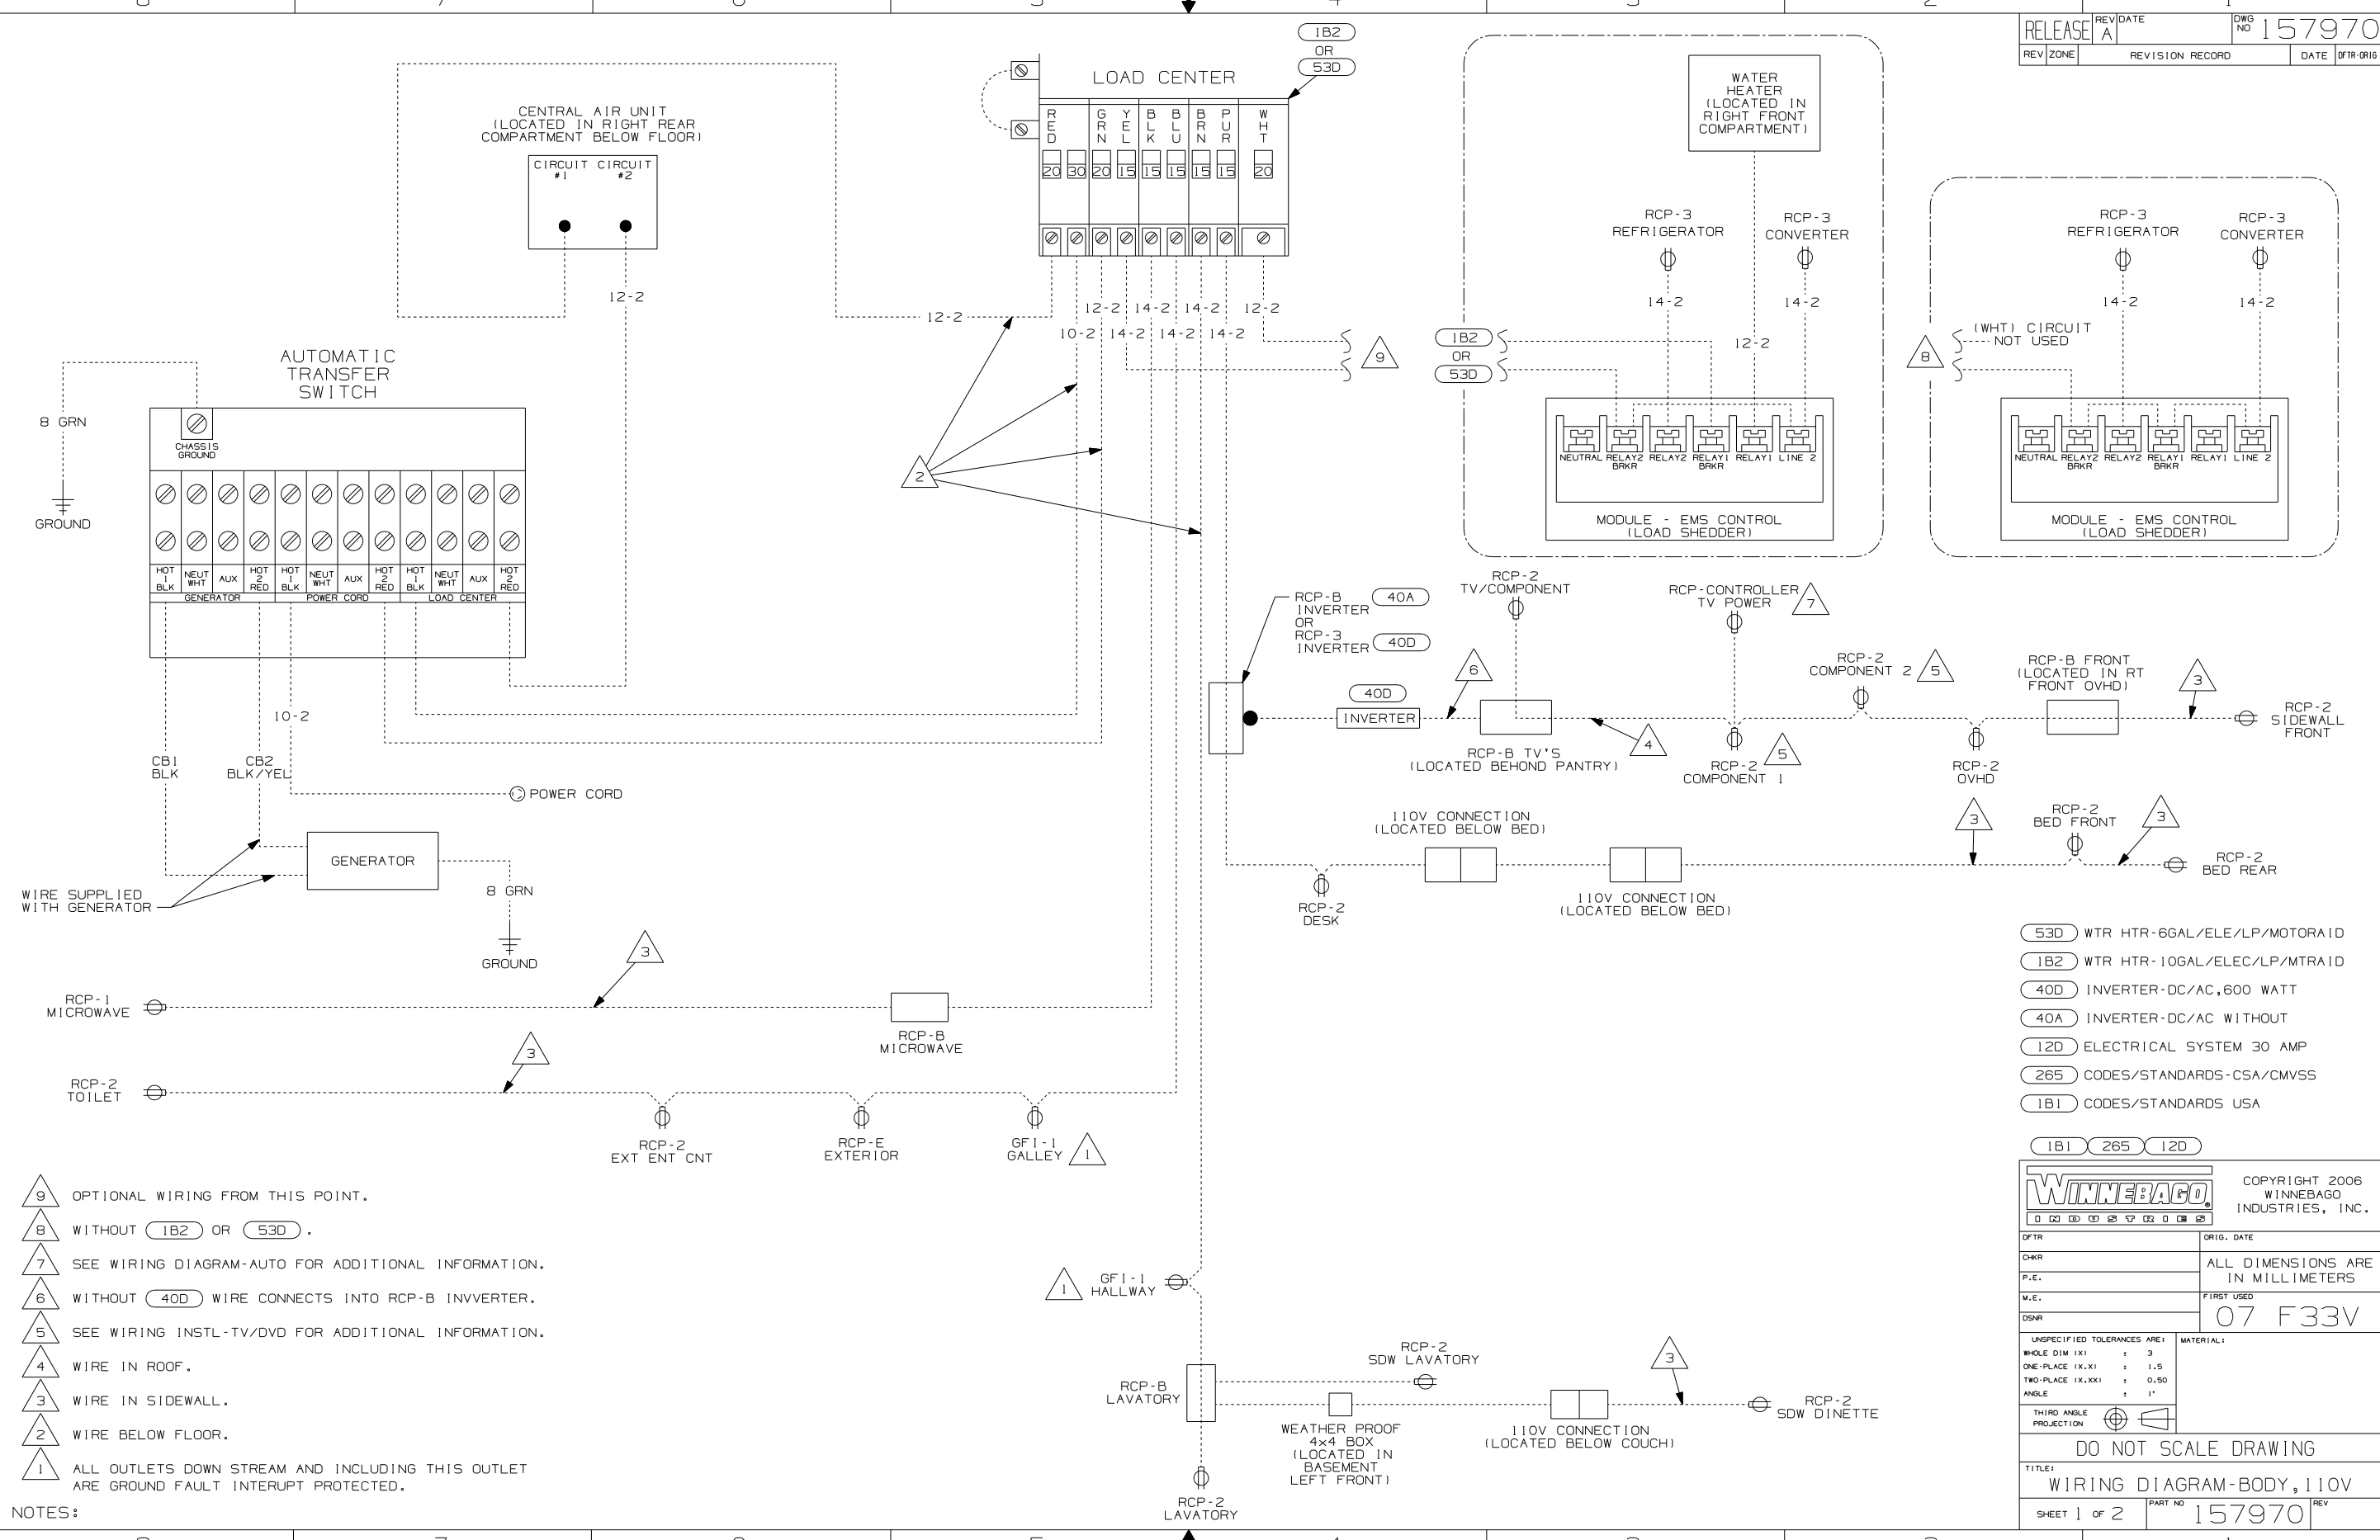 RELEASE
REV
A
DATE
DWG NO
157970
REV ZONE REVISION RECORD DATE DFTR-ORIG
1B2
OR
53D
LOAD CENTER
RED
GRN
YEL
BLK
BLU
BRN
PUR
WHT
20 30 20 15 15 15 15 15 20
CENTRAL AIR UNIT
(LOCATED IN RIGHT REAR
COMPARTMENT BELOW FLOOR)
CIRCUIT CIRCUIT
#1 #2
12-2
12-2
12-2 14-2 14-2 12-2
10-2 14-2 14-2 14-2
9
2
WATER
HEATER
(LOCATED IN
RIGHT FRONT
COMPARTMENT)
RCP-3
REFRIGERATOR
RCP-3
CONVERTER
14-2
14-2
12-2
1B2
OR
53D
NEUTRAL RELAY2 RELAY2 RELAY1 RELAY1 LINE 2
BRKR BRKR
MODULE - EMS CONTROL
(LOAD SHEDDER)
RCP-3
REFRIGERATOR
RCP-3
CONVERTER
14-2
14-2
(WHT) CIRCUIT
NOT USED
8
NEUTRAL RELAY2 RELAY2 RELAY1 RELAY1 LINE 2
BRKR BRKR
MODULE - EMS CONTROL
(LOAD SHEDDER)
AUTOMATIC
TRANSFER
SWITCH
8 GRN
GROUND
CHASSIS
GROUND
HOT 1 BLK
NEUT WHT
AUX
HOT 2 RED
HOT 1 BLK
NEUT WHT
AUX
HOT 2 RED
HOT 1 BLK
NEUT WHT
AUX
HOT 2 RED
GENERATOR POWER CORD LOAD CENTER
10-2
CB1
BLK
CB2
BLK/YEL
POWER CORD
GENERATOR
8 GRN
GROUND
WIRE SUPPLIED
WITH GENERATOR
RCP-B
INVERTER
40A
OR
RCP-3
INVERTER
40D
40D
INVERTER
6
RCP-2
TV/COMPONENT
RCP-B TV'S
(LOCATED BEHOND PANTRY)
4
RCP-CONTROLLER
TV POWER
7
RCP-2
COMPONENT 1
5
RCP-2
COMPONENT 2
5
RCP-2
OVHD
RCP-B FRONT
(LOCATED IN RT
FRONT OVHD)
3
RCP-2
SIDEWALL
FRONT
RCP-2
DESK
110V CONNECTION
(LOCATED BELOW BED)
110V CONNECTION
(LOCATED BELOW BED)
3
RCP-2
BED FRONT
3
RCP-2
BED REAR
RCP-1
MICROWAVE
3
RCP-B
MICROWAVE
RCP-2
TOILET
3
RCP-2
EXT ENT CNT
RCP-E
EXTERIOR
GFI-1
GALLEY
1
1
GFI-1
HALLWAY
RCP-B
LAVATORY
RCP-2
SDW LAVATORY
WEATHER PROOF
4x4 BOX
(LOCATED IN
BASEMENT
LEFT FRONT)
110V CONNECTION
(LOCATED BELOW COUCH)
3
RCP-2
SDW DINETTE
RCP-2
LAVATORY
53D WTR HTR-6GAL/ELE/LP/MOTORAID
1B2 WTR HTR-10GAL/ELEC/LP/MTRAID
40D INVERTER-DC/AC,600 WATT
40A INVERTER-DC/AC WITHOUT
12D ELECTRICAL SYSTEM 30 AMP
265 CODES/STANDARDS-CSA/CMVSS
1B1 CODES/STANDARDS USA
1B1 265 12D
WINNEBAGO
INDUSTRIES
COPYRIGHT 2006
WINNEBAGO
INDUSTRIES, INC.
DFTR
ORIG. DATE
CHKR
ALL DIMENSIONS ARE
IN MILLIMETERS
P.E.
M.E.
FIRST USED
07 F33V
DSNR
UNSPECIFIED TOLERANCES ARE:
MATERIAL:
WHOLE DIM (X) ± 3
ONE-PLACE (X.X) ± 1.5
TWO-PLACE (X.XX) ± 0.50
ANGLE ± 1°
THIRD ANGLE
PROJECTION
DO NOT SCALE DRAWING
TITLE:
WIRING DIAGRAM-BODY,110V
SHEET 1 OF 2
PART NO
157970
REV
9 OPTIONAL WIRING FROM THIS POINT.
8 WITHOUT 1B2 OR 53D .
7 SEE WIRING DIAGRAM-AUTO FOR ADDITIONAL INFORMATION.
6 WITHOUT 40D WIRE CONNECTS INTO RCP-B INVVERTER.
5 SEE WIRING INSTL-TV/DVD FOR ADDITIONAL INFORMATION.
4 WIRE IN ROOF.
3 WIRE IN SIDEWALL.
2 WIRE BELOW FLOOR.
1 ALL OUTLETS DOWN STREAM AND INCLUDING THIS OUTLET
ARE GROUND FAULT INTERUPT PROTECTED.
NOTES: